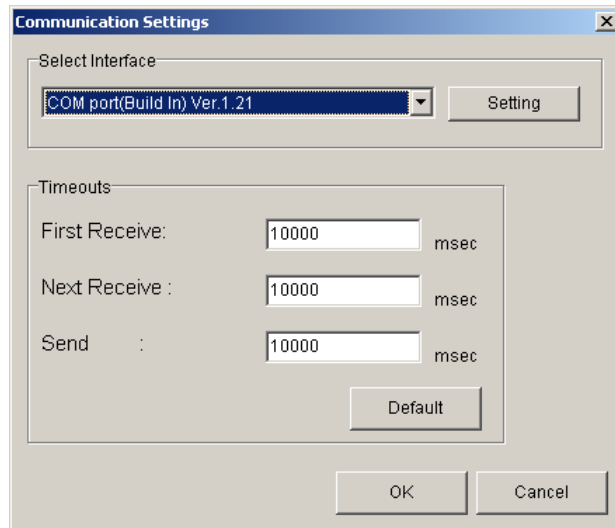 Communication Settings
Select Interface
COM port(Build In) Ver.1.21
Setting
Timeouts
First Receive: 10000 msec
Next Receive : 10000 msec
Send : 10000 msec
Default
OK Cancel